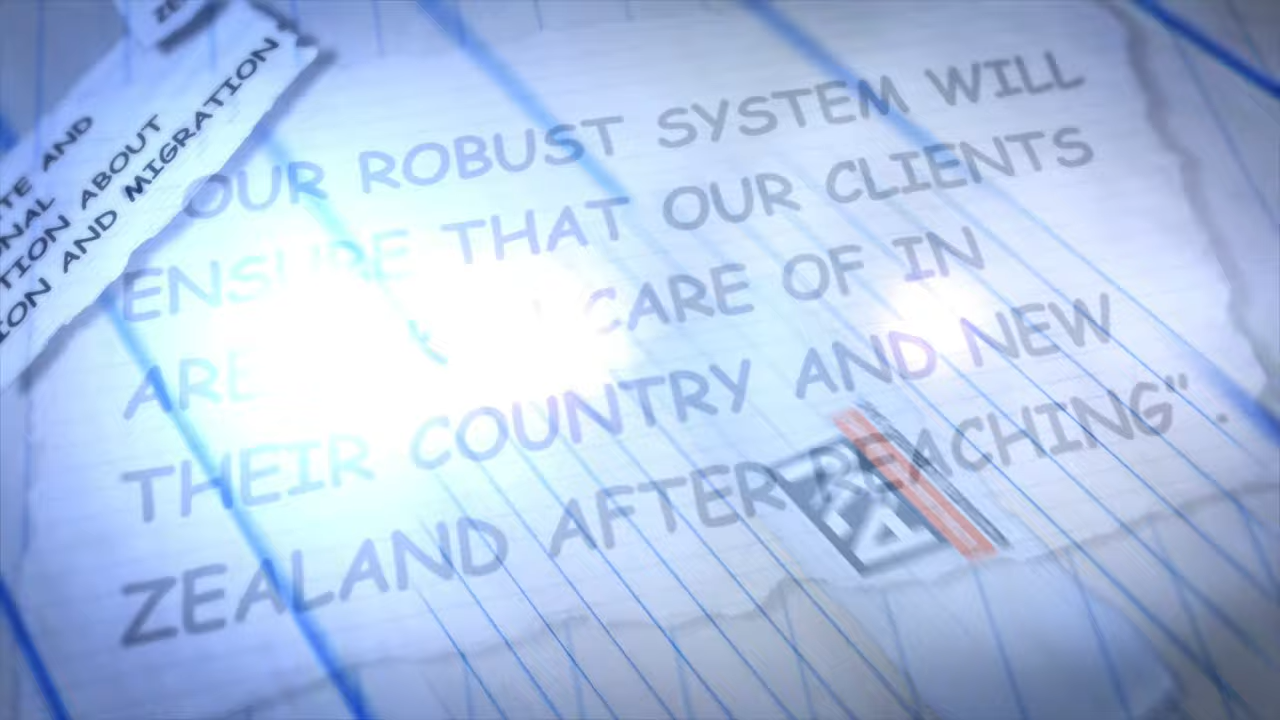 TE AND
NAL
TION ABOUT
ION AND MIGRATION
OUR ROBUST SYSTEM WILL
ENSURE THAT OUR CLIENTS
ARE CARE OF IN
THEIR COUNTRY AND NEW
ZEALAND AFTER REACHING".